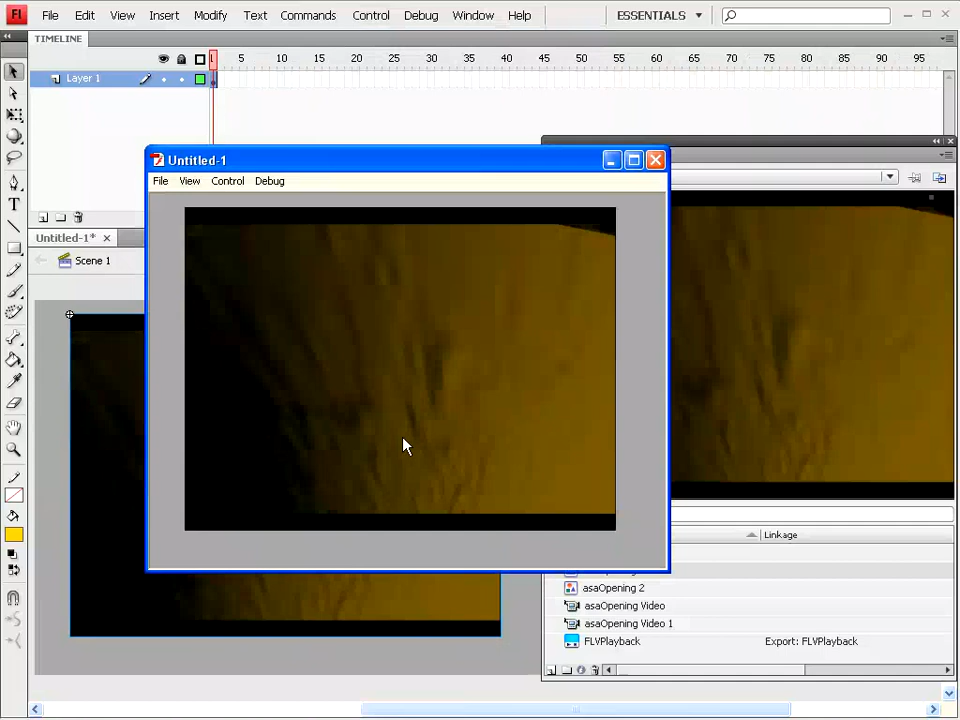 Fl File Edit View Insert Modify Text Commands Control Debug Window Help ESSENTIALS
TIMELINE
1 5 10 15 20 25 30 35 40 45 50 55 60 65 70 75 80 85 90 95
Layer 1
Untitled-1
File View Control Debug
Untitled-1*
Scene 1
Linkage
asaOpening 2
asaOpening Video
asaOpening Video 1
FLVPlayback Export: FLVPlayback